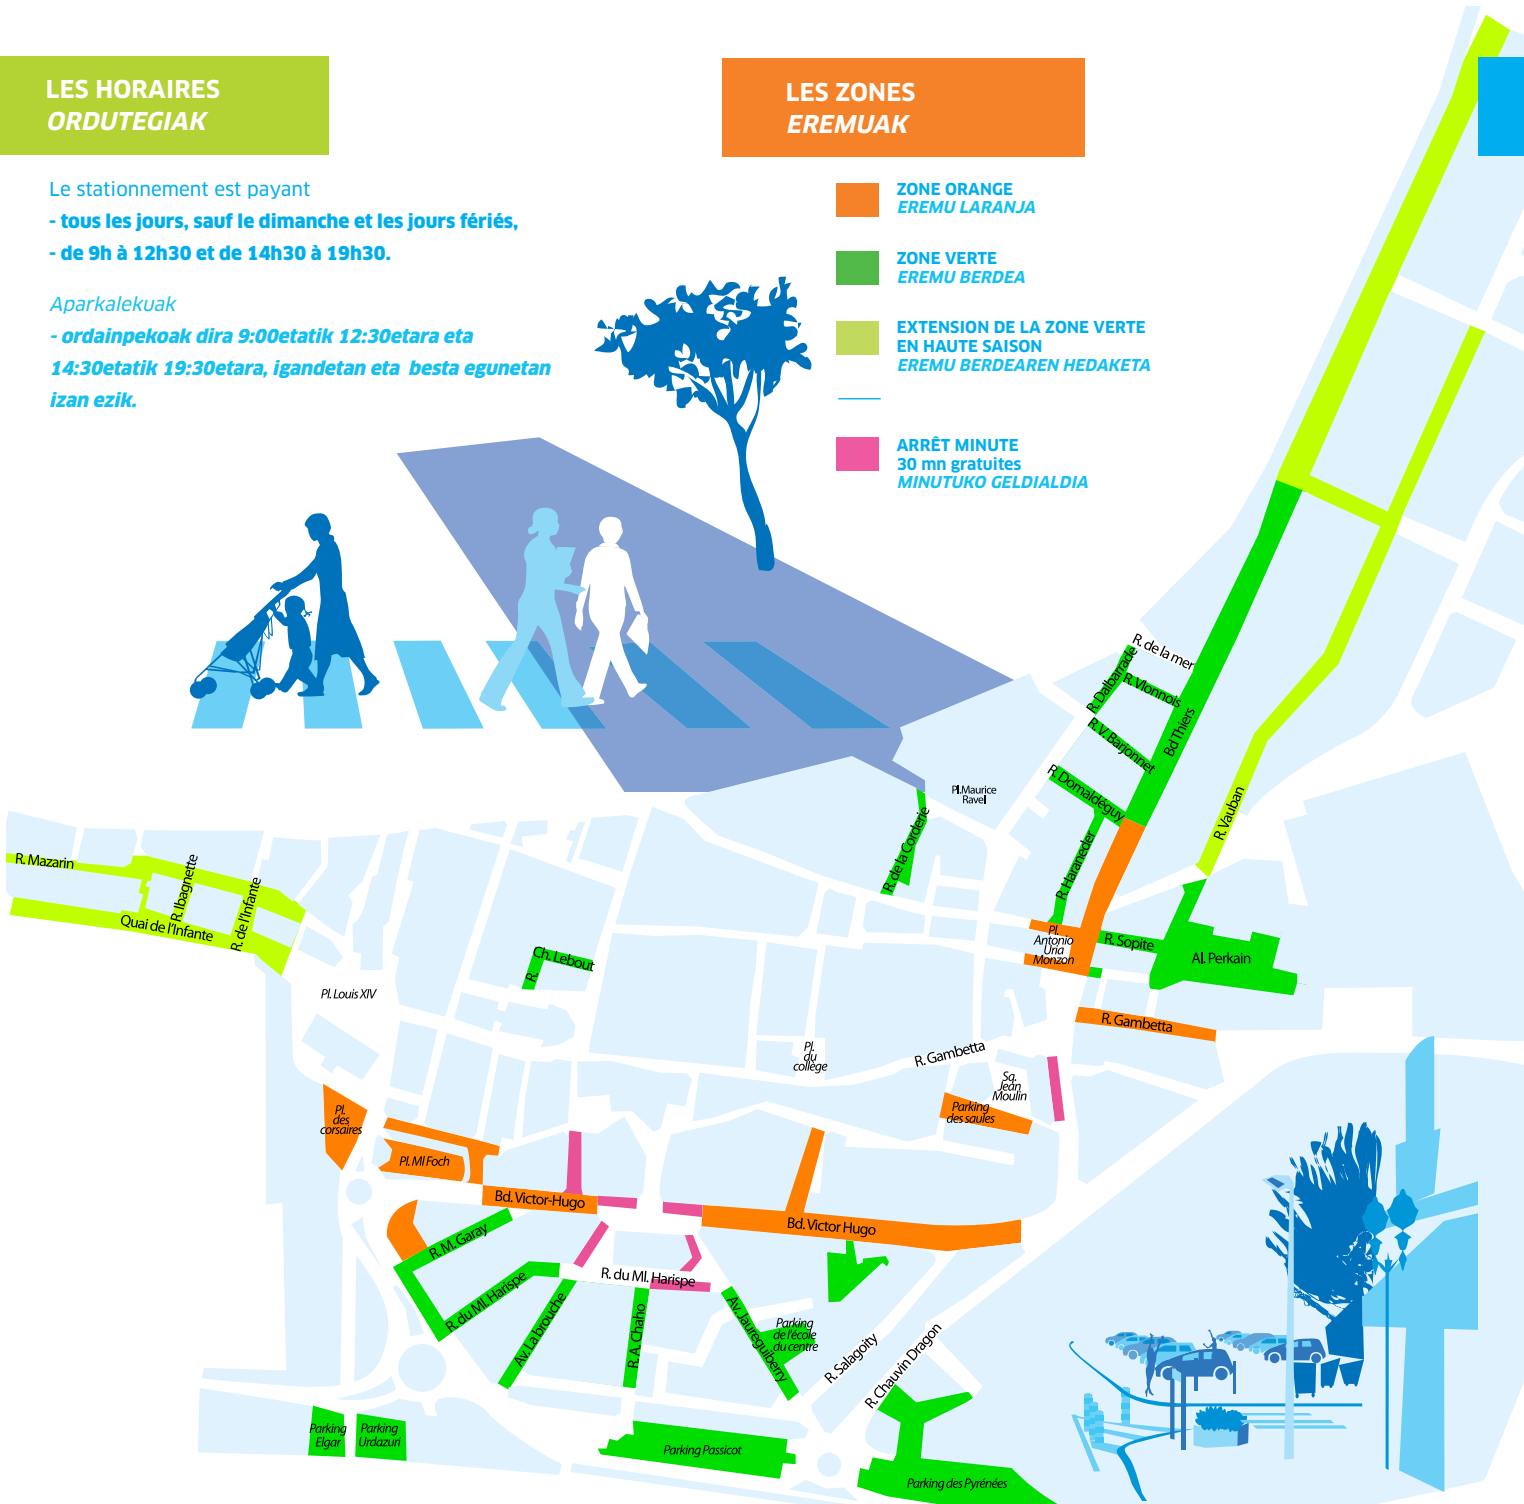 LES HORAIRES
ORDUTEGIAK
Le stationnement est payant
- tous les jours, sauf le dimanche et les jours fériés,
- de 9h à 12h30 et de 14h30 à 19h30.
Aparkalekuak
- ordainpekoak dira 9:00etatik 12:30etara eta
14:30etatik 19:30etara, igandetan eta besta egunetan
izan ezik.
LES ZONES
EREMUAK
ZONE ORANGE
EREMU LARANJA
ZONE VERTE
EREMU BERDEA
EXTENSION DE LA ZONE VERTE
EN HAUTE SAISON
EREMU BERDEAREN HEDAKETA
ARRÊT MINUTE
30 mn gratuites
MINUTUKO GELDIALDIA
R. de la mer
R. Dalbarrade
R. Vlonnois
R. V. Barjonnet
Bd Thiers
R. Domaldéguy
R. Haraneder
R. Vauban
Pl. Maurice
Ravel
R. de la Corderie
R. Mazarin
R. Ibagnette
R. de l'Infante
Quai de l'Infante
Pl. Louis XIV
R.
Ch. Lebout
Pl.
Antonio
Uria
Monzon
R. Sopite
Al. Perkain
R. Gambetta
R. Gambetta
Pl.
du
collège
Sq.
Jean
Moulin
Parking
des saules
Pl.
des
corsaires
Pl. Ml Foch
Bd. Victor-Hugo
Bd. Victor Hugo
R. M. Garay
R. du Ml. Harispe
R. du Ml. Harispe
Av. La brouche
R. A. Chaho
Av. Jaureguiberry
Parking
de l'école
du centre
R. Salagoity
R. Chauvin Dragon
Parking
Elgar
Parking
Urdazuri
Parking Passicot
Parking des Pyrénées